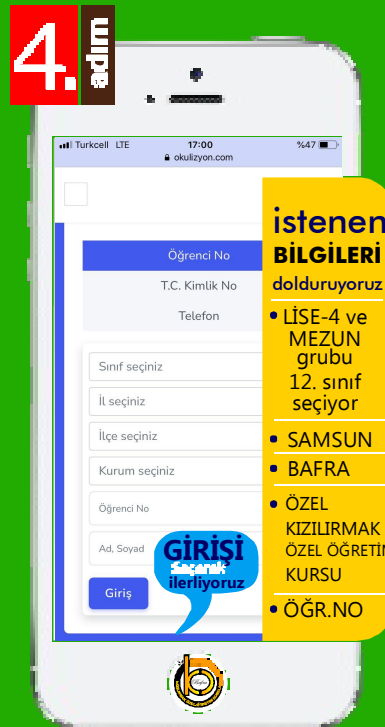 4.
adım
Turkcell LTE 17:00 %47
okulizyon.com
Öğrenci No
T.C. Kimlik No
Telefon
Sınıf seçiniz
İl seçiniz
İlçe seçiniz
Kurum seçiniz
Öğrenci No
Ad, Soyad
Giriş
GİRİŞİ
Seçerek
ilerliyoruz
istenen
BİLGİLERİ
dolduruyoruz
• LİSE-4 ve
MEZUN
grubu
12. sınıf
seçiyor
• SAMSUN
• BAFRA
• ÖZEL
KIZILIRMAK
ÖZEL ÖĞRETİM
KURSU
• ÖĞR.NO